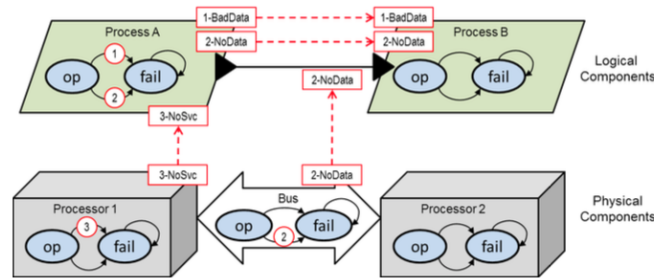 1-BadData
1-BadData
Process A
Process B
2-NoData
2-NoData
1
op
fail
2
op
fail
Logical
Components
2-NoData
3-NoSvc
3-NoSvc
2-NoData
Processor 1
Bus
Processor 2
Physical
Components
3
op
fail
op
fail
2
op
fail